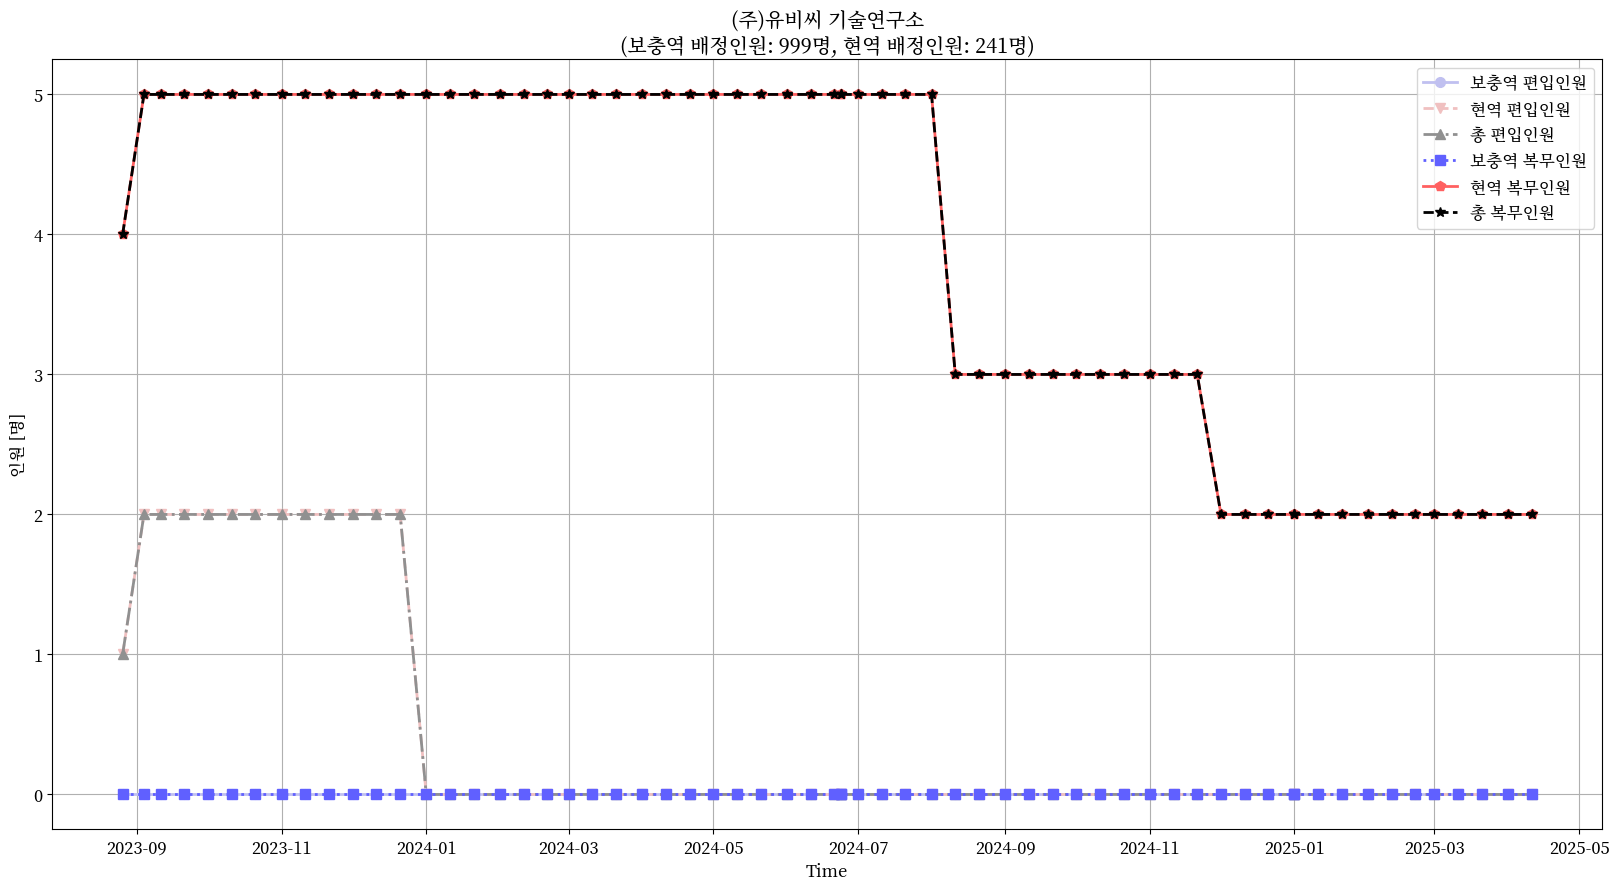 (주)유비씨 기술연구소
(보충역 배정인원: 999명, 현역 배정인원: 241명)
보충역 편입인원
현역 편입인원
총 편입인원
보충역 복무인원
현역 복무인원
총 복무인원
인원 [명]
5
4
3
2
1
0
2023-09 2023-11 2024-01 2024-03 2024-05 2024-07 2024-09 2024-11 2025-01 2025-03 2025-05
Time